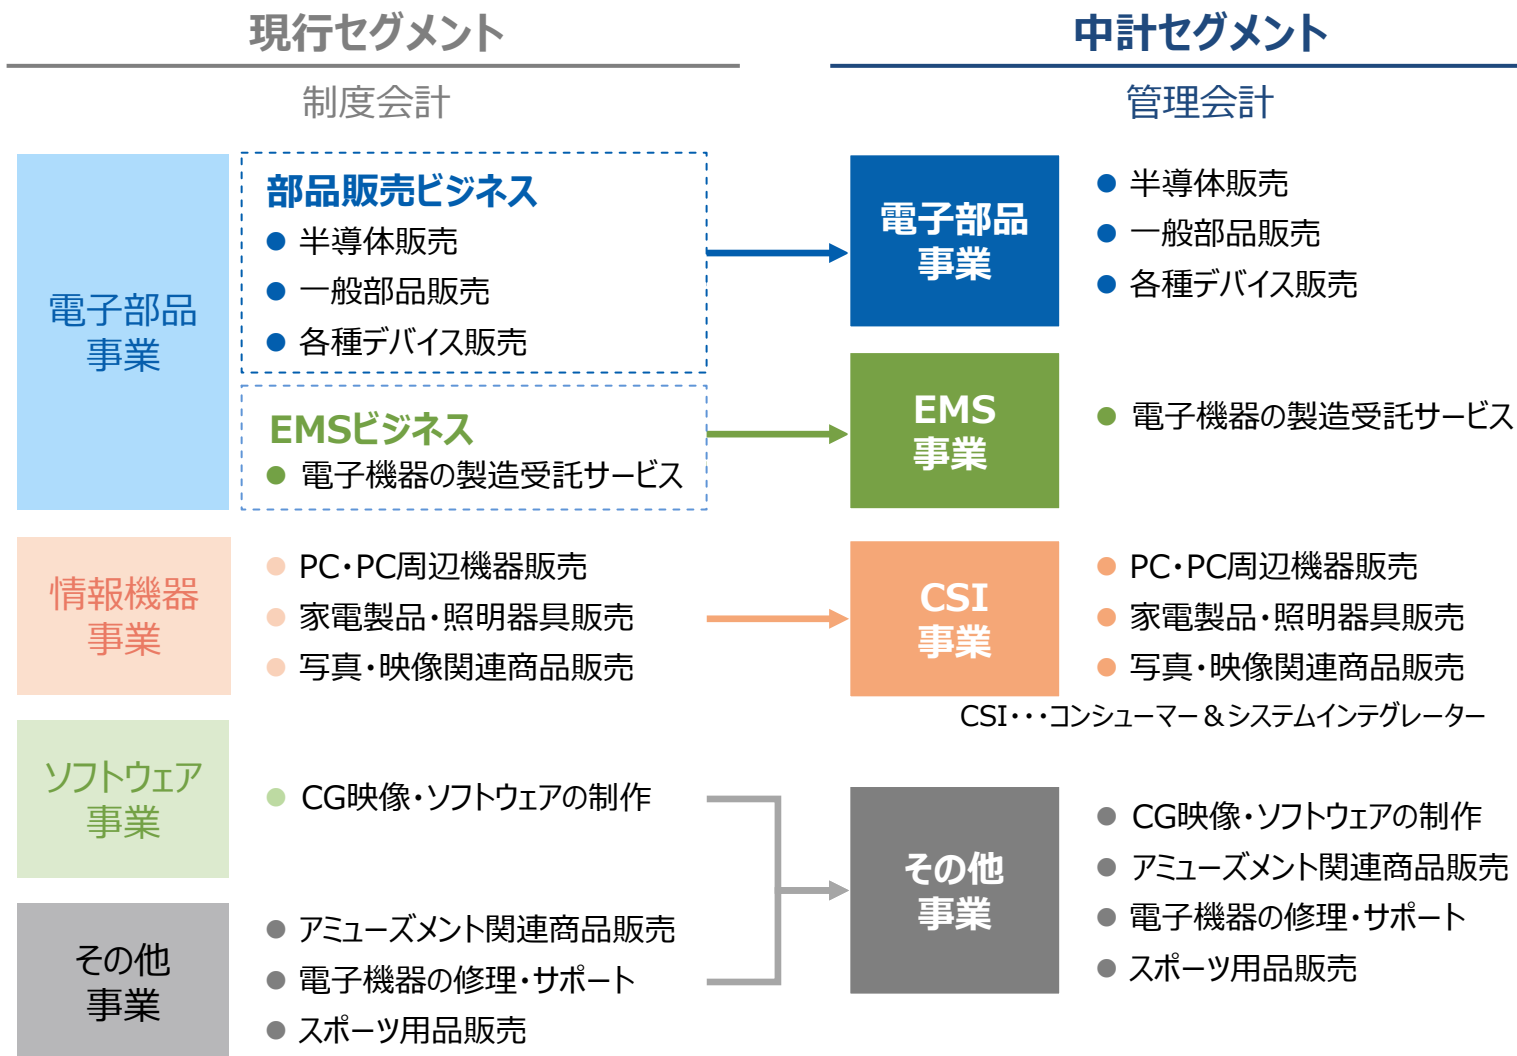 現行セグメント
制度会計
電子部品
事業
部品販売ビジネス
半導体販売
一般部品販売
各種デバイス販売
EMSビジネス
電子機器の製造受託サービス
情報機器
事業
PC・PC周辺機器販売
家電製品・照明器具販売
写真・映像関連商品販売
ソフトウェア
事業
CG映像・ソフトウェアの制作
その他
事業
アミューズメント関連商品販売
電子機器の修理・サポート
スポーツ用品販売
中計セグメント
管理会計
電子部品
事業
半導体販売
一般部品販売
各種デバイス販売
EMS
事業
電子機器の製造受託サービス
CSI
事業
PC・PC周辺機器販売
家電製品・照明器具販売
写真・映像関連商品販売
CSI・・・コンシューマー＆システムインテグレーター
その他
事業
CG映像・ソフトウェアの制作
アミューズメント関連商品販売
電子機器の修理・サポート
スポーツ用品販売